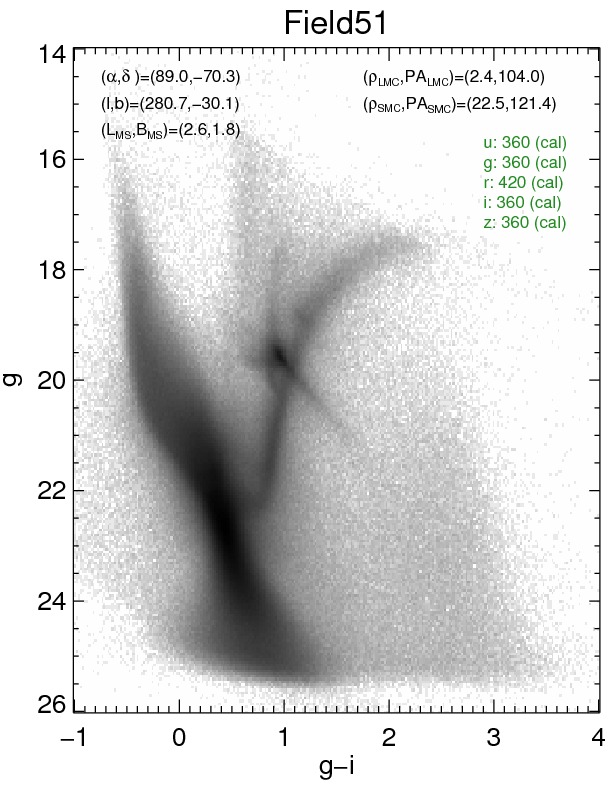 Field51
(α,δ )=(89.0,−70.3)
(ρLMC,PALMC)=(2.4,104.0)
(l,b)=(280.7,−30.1)
(ρSMC,PASMC)=(22.5,121.4)
(LMS,BMS)=(2.6,1.8)
u: 360 (cal)
g: 360 (cal)
r: 420 (cal)
i: 360 (cal)
z: 360 (cal)
14
16
18
20
22
24
26
g
−1 0 1 2 3 4
g−i